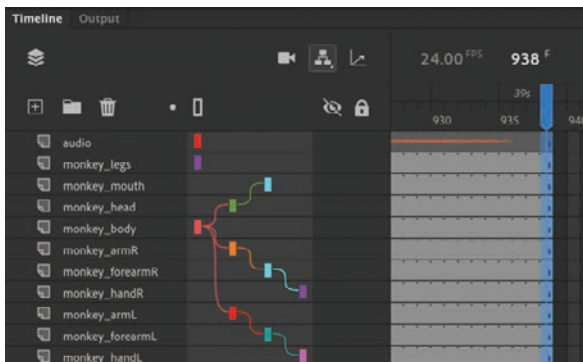 Timeline Output
24.00 FPS 938 F
39s
930 935 940
audio
monkey_legs
monkey_mouth
monkey_head
monkey_body
monkey_armR
monkey_forearmR
monkey_handR
monkey_armL
monkey_forearmL
monkey_handL